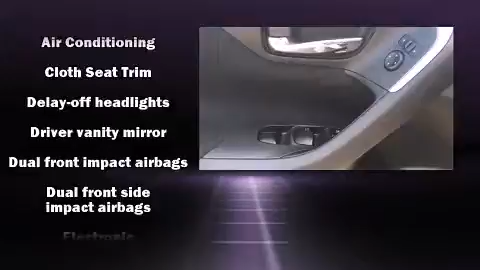 Air Conditioning
Cloth Seat Trim
Delay-off headlights
Driver vanity mirror
Dual front impact airbags
Dual front side
impact airbags
Electronic